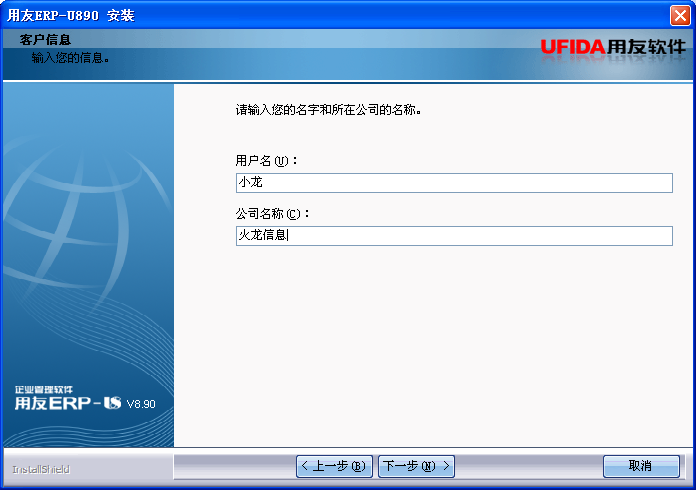 用友ERP-U890 安装
客户信息
输入您的信息。
UFIDA用友软件
请输入您的名字和所在公司的名称。
用户名(U)：
小龙
公司名称(C)：
火龙信息
企业管理软件
用友ERP-U8 V8.90
InstallShield
< 上一步(B)
下一步(N) >
取消